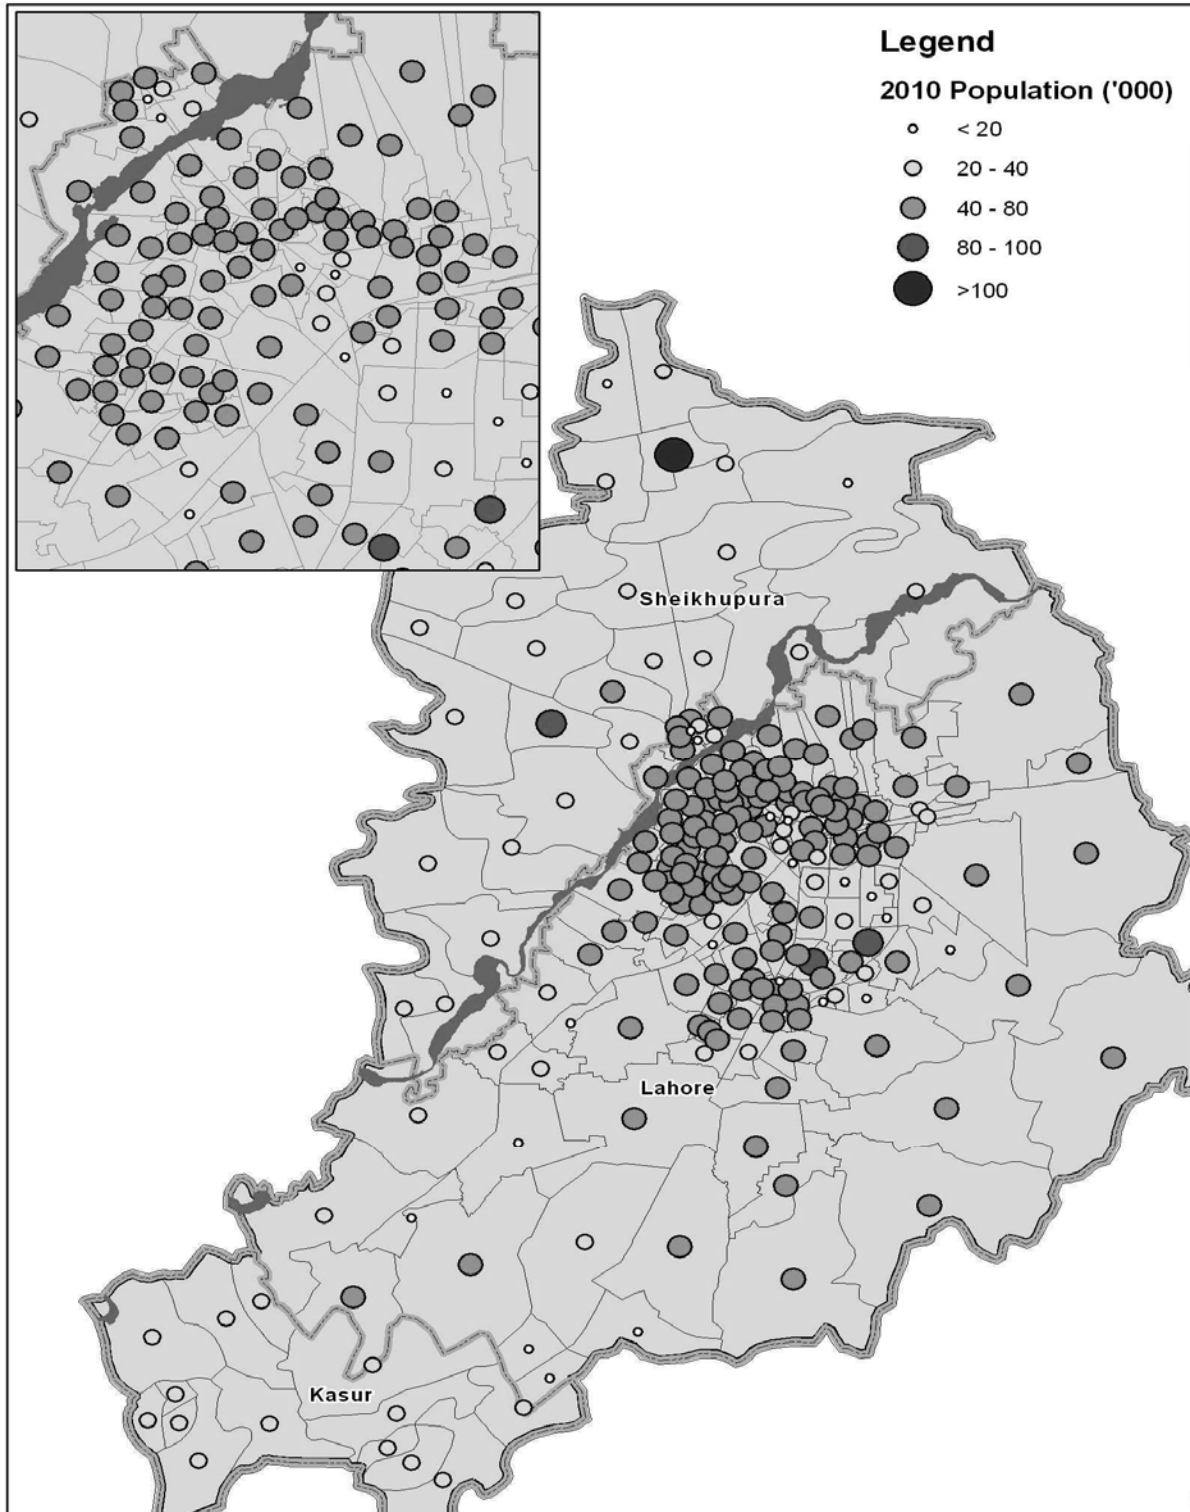 Legend
2010 Population ('000)
< 20
20 - 40
40 - 80
80 - 100
>100
Sheikhupura
Lahore
Kasur